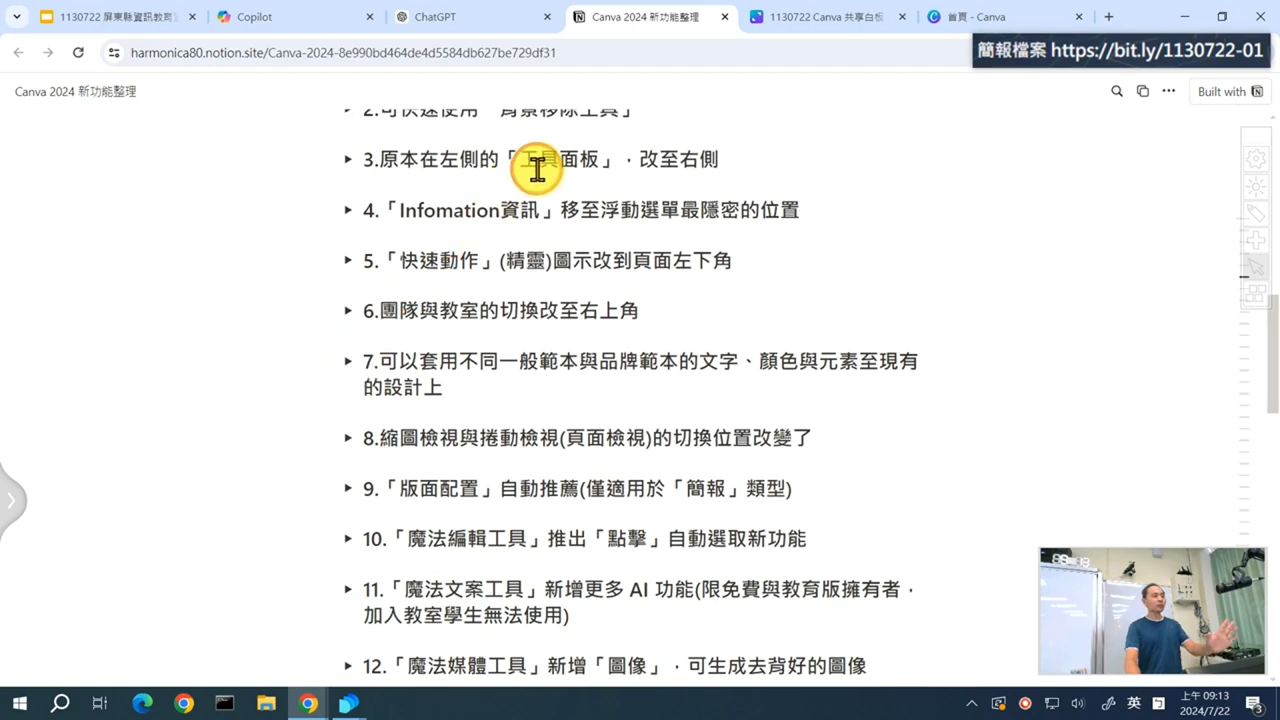 1130722 屏東縣資訊教育
Copilot
ChatGPT
Canva 2024 新功能整理
1130722 Canva 共享白板
首頁 - Canva
harmonica80.notion.site/Canva-2024-8e990bd464de4d5584db627be729df31
簡報檔案 https://bit.ly/1130722-01
Canva 2024 新功能整理
Built with
2.可快速使用「背景移除工具」
3.原本在左側的「工具面板」，改至右側
4.「Infomation資訊」移至浮動選單最隱密的位置
5.「快速動作」(精靈)圖示改到頁面左下角
6.團隊與教室的切換改至右上角
7.可以套用不同一般範本與品牌範本的文字、顏色與元素至現有
的設計上
8.縮圖檢視與捲動檢視(頁面檢視)的切換位置改變了
9.「版面配置」自動推薦(僅適用於「簡報」類型)
10.「魔法編輯工具」推出「點擊」自動選取新功能
11.「魔法文案工具」新增更多 AI 功能(限免費與教育版擁有者，
加入教室學生無法使用)
12.「魔法媒體工具」新增「圖像」，可生成去背好的圖像
英
上午 09:13
2024/7/22
3